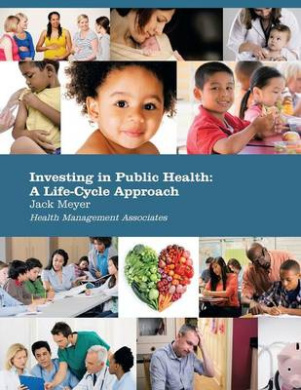 Investing in Public Health:
A Life-Cycle Approach
Jack Meyer
Health Management Associates